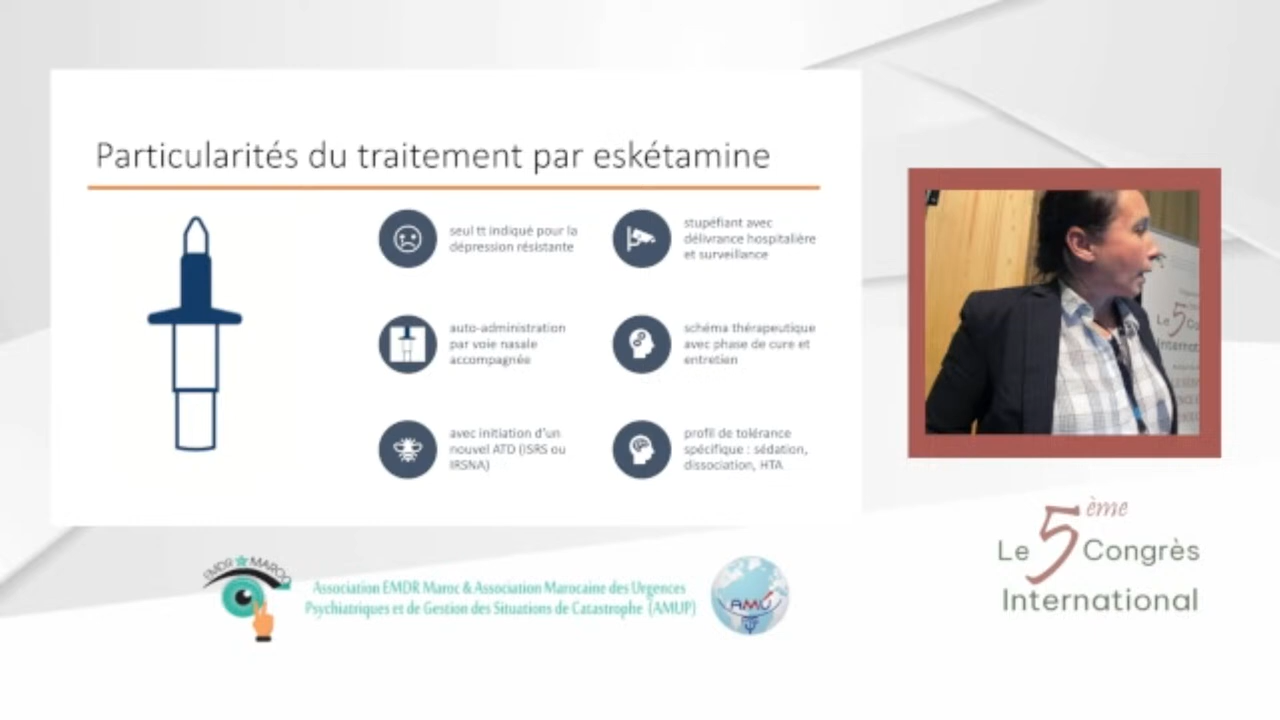 Particularités du traitement par eskétamine
seul tt indiqué pour la
dépression résistante
stupéfiant avec
délivrance hospitalière
et surveillance
auto-administration
par voie nasale
accompagnée
schéma thérapeutique
avec phase de cure et
entretien
avec initiation d'un
nouvel ATD (ISRS ou
IRSNA)
profil de tolérance
spécifique : sédation,
dissociation, HTA
Le 5
International
Le 5ème Congrès
International
EMDR MAROC
Association EMDR Maroc & Association Marocaine des Urgences
Psychiatriques et de Gestion des Situations de Catastrophe (AMUP)
AMU